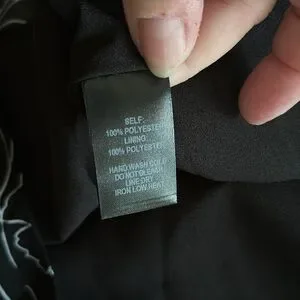 SELF:
100% POLYESTER
LINING:
100% POLYESTER
HAND WASH COLD
DO NOT BLEACH
LINE DRY
IRON LOW HEAT